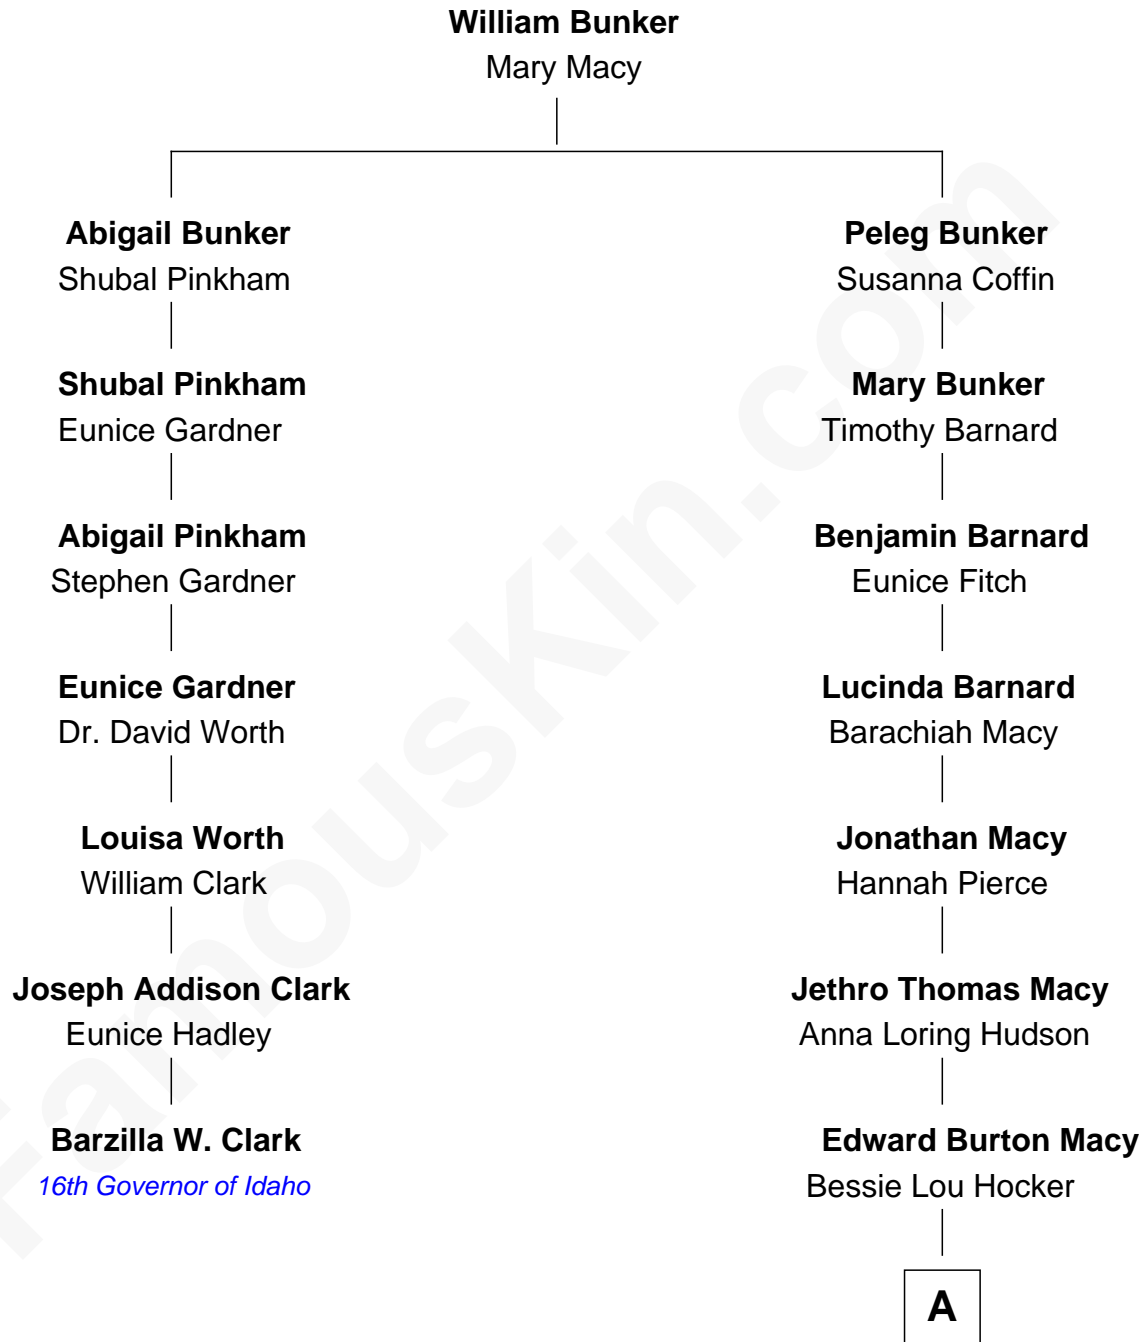 William Bunker
Mary Macy
Abigail Bunker
Shubal Pinkham
Peleg Bunker
Susanna Coffin
Shubal Pinkham
Eunice Gardner
Mary Bunker
Timothy Barnard
Abigail Pinkham
Stephen Gardner
Benjamin Barnard
Eunice Fitch
Eunice Gardner
Dr. David Worth
Lucinda Barnard
Barachiah Macy
Louisa Worth
William Clark
Jonathan Macy
Hannah Pierce
Joseph Addison Clark
Eunice Hadley
Jethro Thomas Macy
Anna Loring Hudson
Barzilla W. Clark
16th Governor of Idaho
Edward Burton Macy
Bessie Lou Hocker
A
FamousKin.com